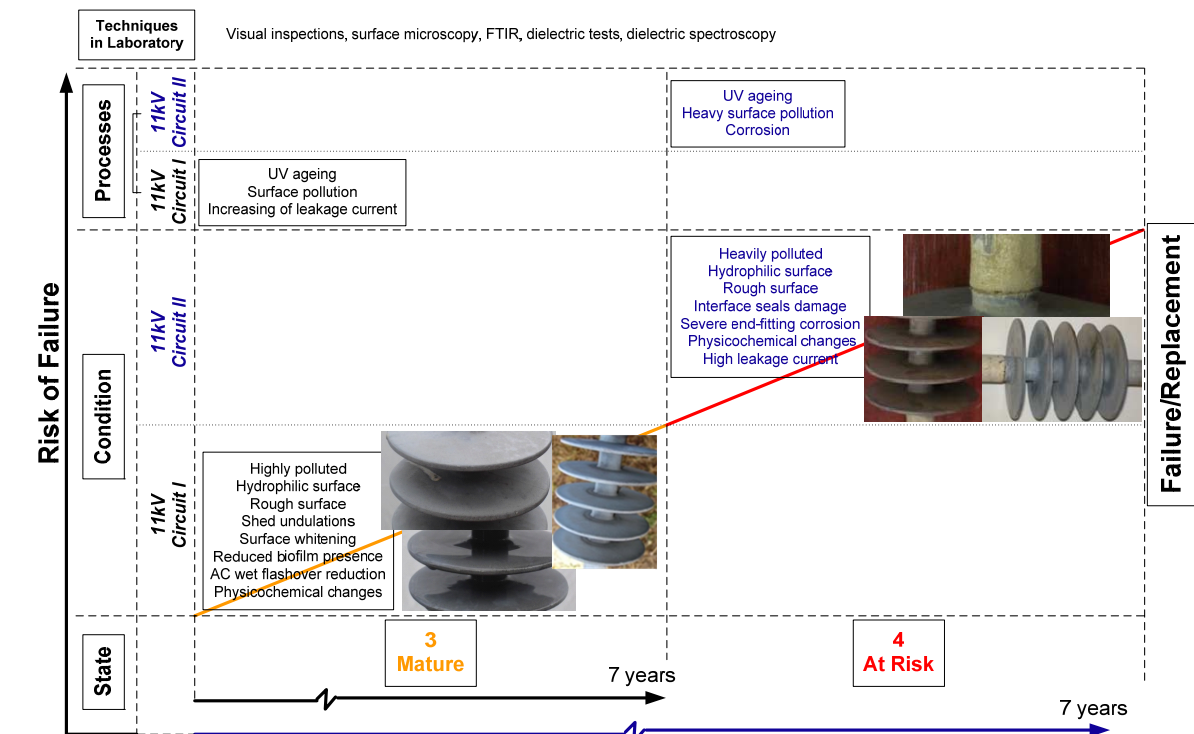 Techniques
in Laboratory
Visual inspections, surface microscopy, FTIR, dielectric tests, dielectric spectroscopy
Risk of Failure
Processes
11kV
Circuit II
UV ageing
Heavy surface pollution
Corrosion
11kV
Circuit I
UV ageing
Surface pollution
Increasing of leakage current
Condition
11kV
Circuit II
Heavily polluted
Hydrophilic surface
Rough surface
Interface seals damage
Severe end-fitting corrosion
Physicochemical changes
High leakage current
11kV
Circuit I
Highly polluted
Hydrophilic surface
Rough surface
Shed undulations
Surface whitening
Reduced biofilm presence
AC wet flashover reduction
Physicochemical changes
Failure/Replacement
State
3
Mature
4
At Risk
7 years
7 years